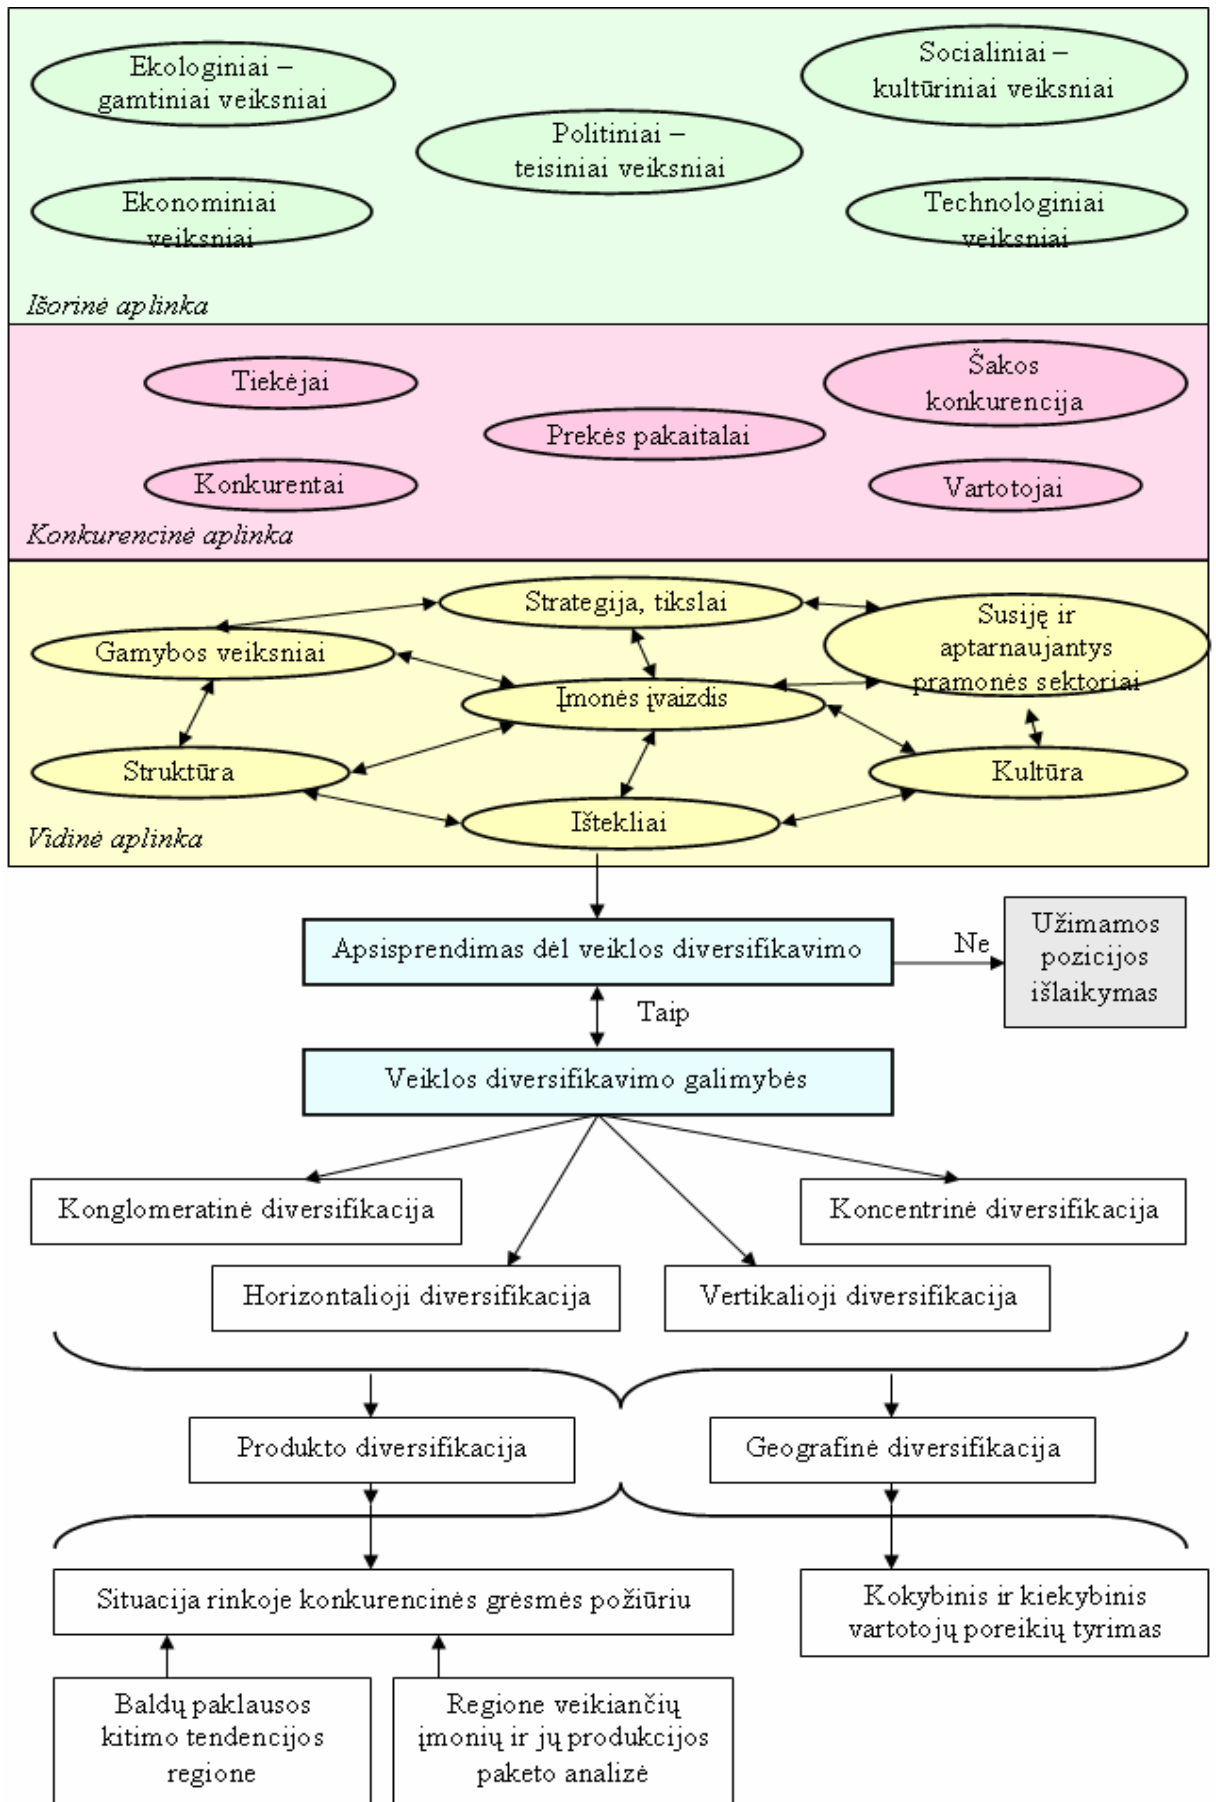 Ekologiniai –
gamtiniai veiksniai
Socialiniai –
kultūriniai veiksniai
Politiniai –
teisiniai veiksniai
Ekonominiai
veiksniai
Technologiniai
veiksniai
Išorinė aplinka
Tiekėjai
Šakos
konkurencija
Prekės pakaitalai
Konkurentai
Vartotojai
Konkurencinė aplinka
Strategija, tikslai
Gamybos veiksniai
Susiję ir
aptarnaujantys
pramonės sektoriai
Įmonės įvaizdis
Struktūra
Kultūra
Ištekliai
Vidinė aplinka
Apsisprendimas dėl veiklos diversifikavimo
Ne
Užimamos
pozicijos
išlaikymas
Taip
Veiklos diversifikavimo galimybės
Konglomeratinė diversifikacija
Koncentrinė diversifikacija
Horizontalioji diversifikacija
Vertikalioji diversifikacija
Produkto diversifikacija
Geografinė diversifikacija
Situacija rinkoje konkurencinės grėsmės požiūriu
Kokybinis ir kiekybinis
vartotojų poreikių tyrimas
Baldų paklausos
kitimo tendencijos
regione
Regione veikiančių
įmonių ir jų produkcijos
paketo analizė